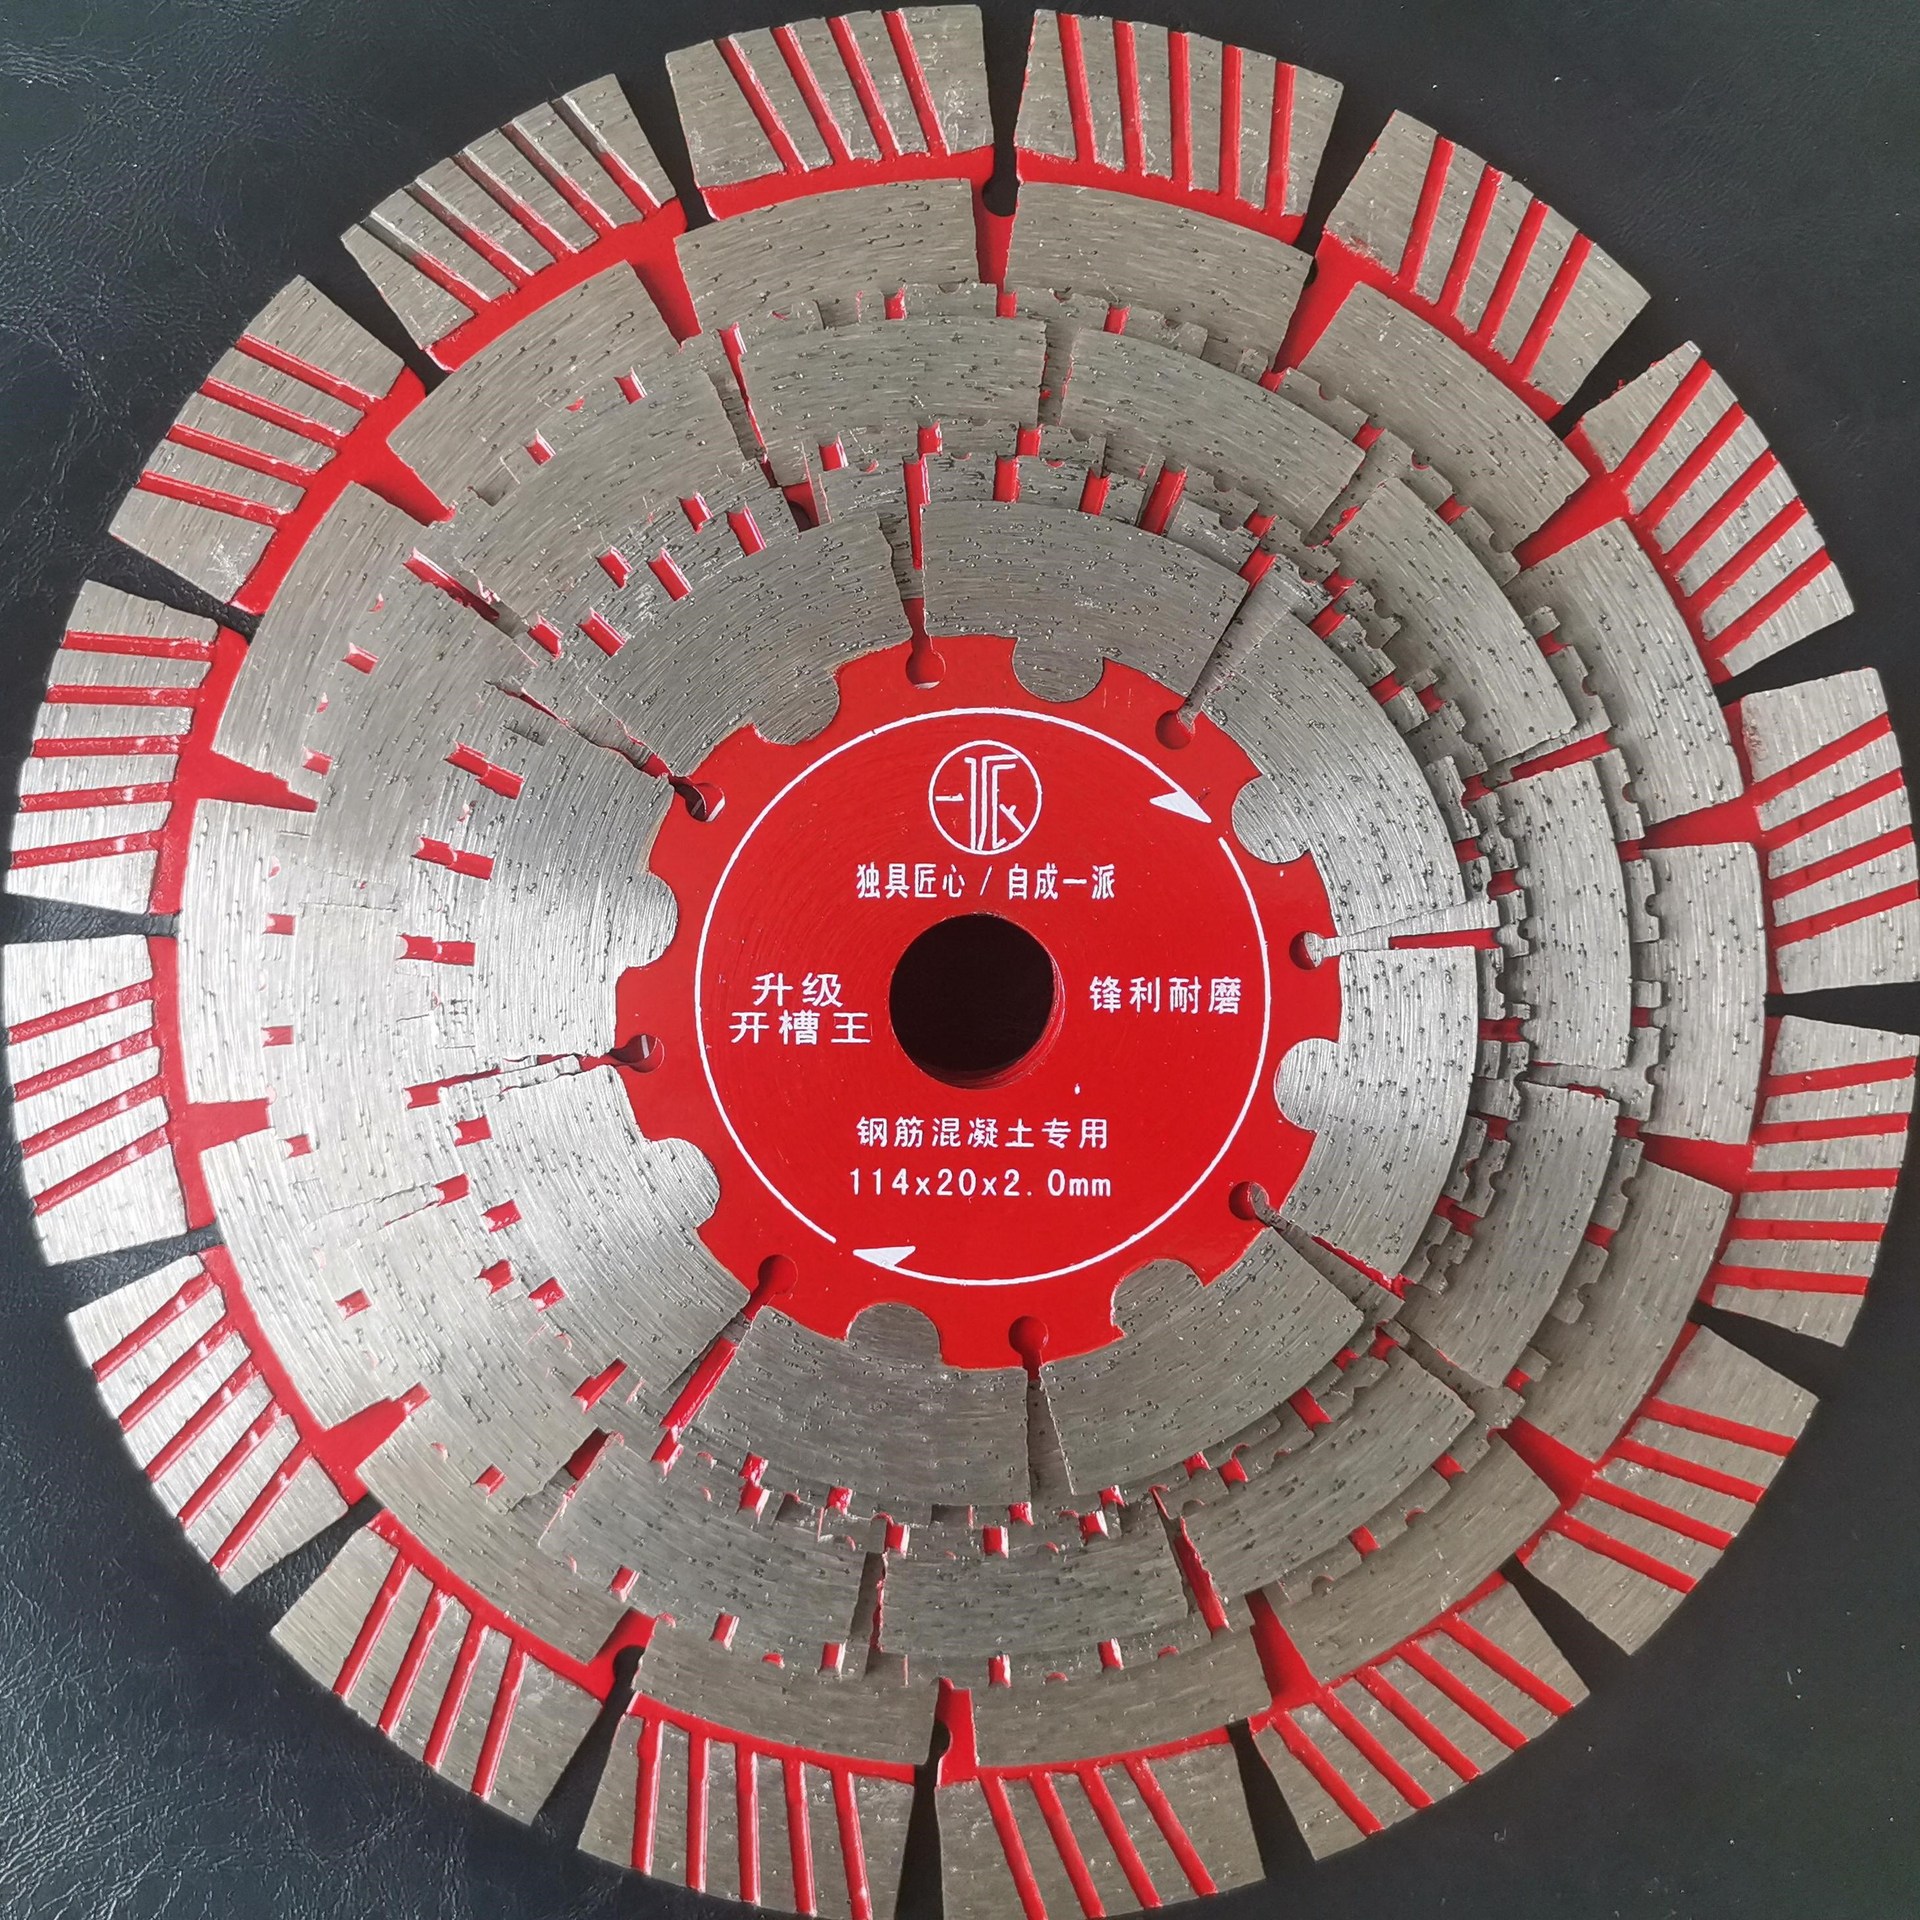 一派
独具匠心 / 自成一派
升级
开槽王
锋利耐磨
钢筋混凝土专用
114x20x2.0mm